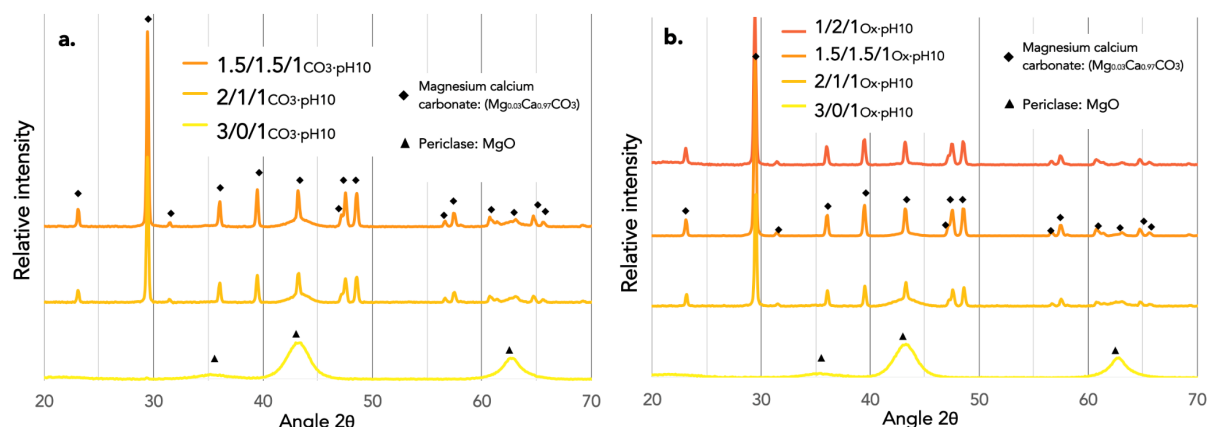 a.
1.5/1.5/1CO3·pH10
2/1/1CO3·pH10
3/0/1CO3·pH10
Magnesium calcium
carbonate: (Mg0.03Ca0.97CO3)
Periclase: MgO
Relative intensity
20 30 40 50 60 70
Angle 2θ
b.
1/2/1Ox·pH10
1.5/1.5/1Ox·pH10
2/1/1Ox·pH10
3/0/1Ox·pH10
Magnesium calcium
carbonate: (Mg0.03Ca0.97CO3)
Periclase: MgO
Relative intensity
20 30 40 50 60 70
Angle 2θ